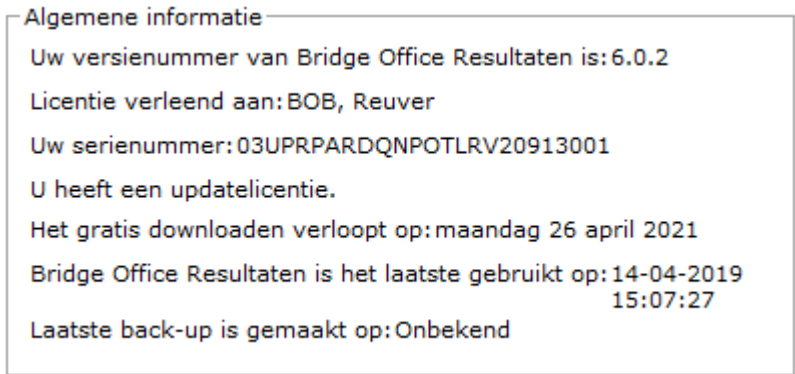 Algemene informatie
Uw versienummer van Bridge Office Resultaten is: 6.0.2
Licentie verleend aan: BOB, Reuver
Uw serienummer: 03UPRPARDQNPOTLRV20913001
U heeft een updatelicentie.
Het gratis downloaden verloopt op: maandag 26 april 2021
Bridge Office Resultaten is het laatste gebruikt op: 14-04-2019
15:07:27
Laatste back-up is gemaakt op: Onbekend